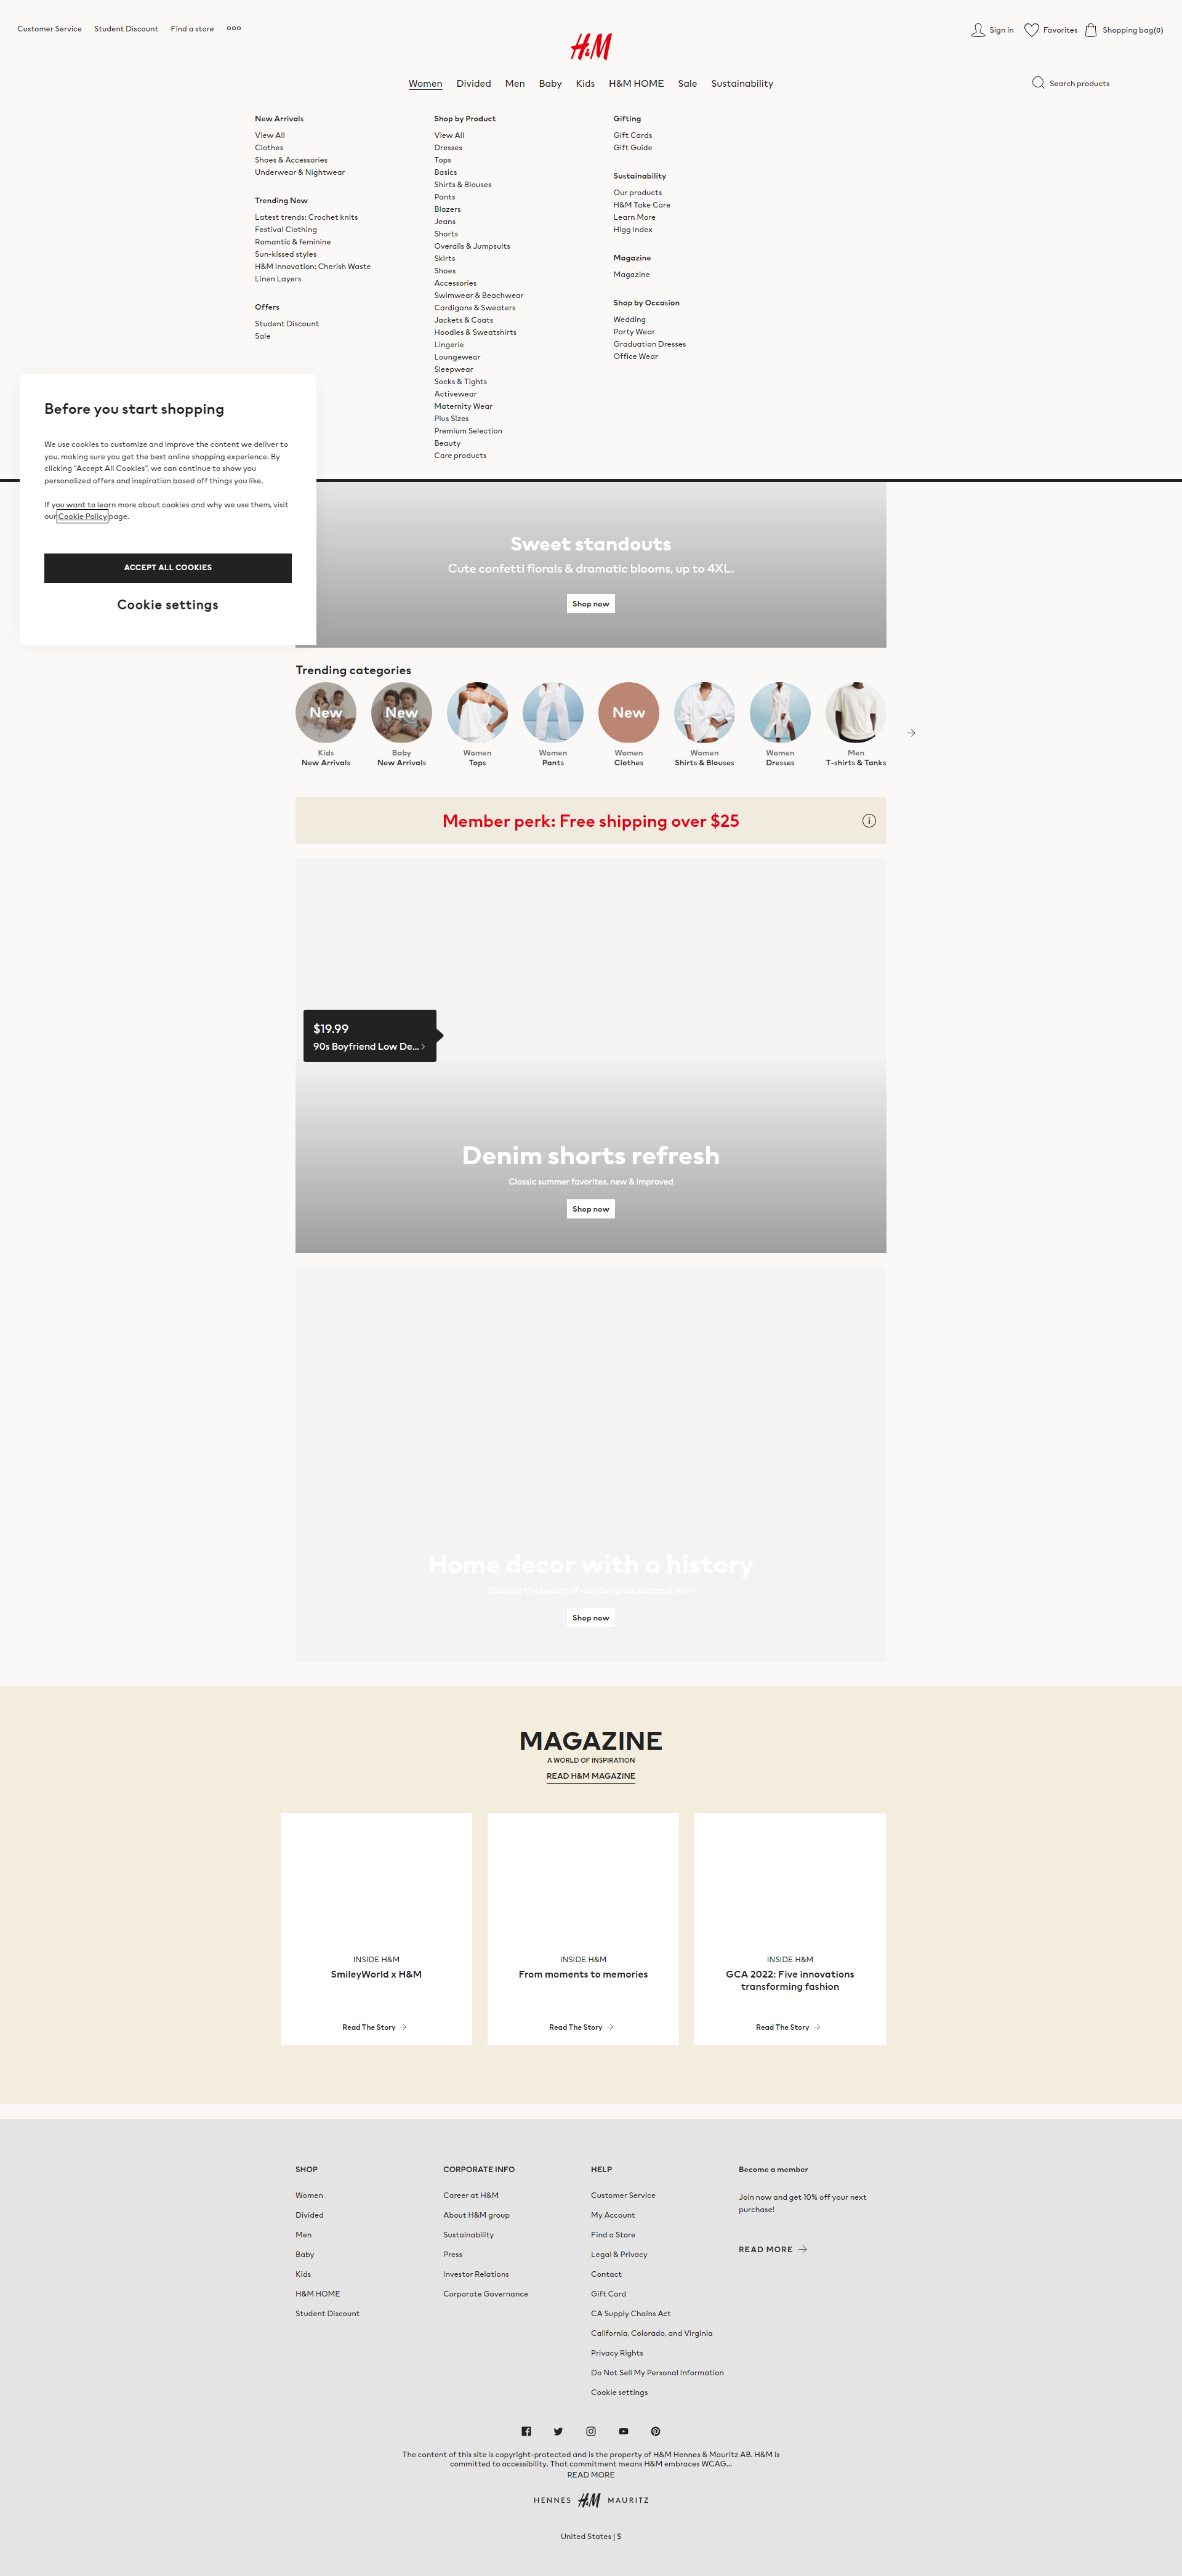 Customer Service
Student Discount
Find a store
H&M
Sign in
Favorites
Shopping bag(0)
Women
Divided
Men
Baby
Kids
H&M HOME
Sale
Sustainability
Search products
New Arrivals
View All
Clothes
Shoes & Accessories
Underwear & Nightwear
Trending Now
Latest trends: Crochet knits
Festival Clothing
Romantic & feminine
Sun-kissed styles
H&M Innovation: Cherish Waste
Linen Layers
Offers
Student Discount
Sale
Shop by Product
View All
Dresses
Tops
Basics
Shirts & Blouses
Pants
Blazers
Jeans
Shorts
Overalls & Jumpsuits
Skirts
Shoes
Accessories
Swimwear & Beachwear
Cardigans & Sweaters
Jackets & Coats
Hoodies & Sweatshirts
Lingerie
Loungewear
Sleepwear
Socks & Tights
Activewear
Maternity Wear
Plus Sizes
Premium Selection
Beauty
Care products
Gifting
Gift Cards
Gift Guide
Sustainability
Our products
H&M Take Care
Learn More
Higg Index
Magazine
Magazine
Shop by Occasion
Wedding
Party Wear
Graduation Dresses
Office Wear
Before you start shopping
We use cookies to customize and improve the content we deliver to
you, making sure you get the best online shopping experience. By
clicking "Accept All Cookies", we can continue to show you
personalized offers and inspiration based off things you like.
If you want to learn more about cookies and why we use them, visit
our Cookie Policy page.
ACCEPT ALL COOKIES
Cookie settings
Sweet standouts
Cute confetti florals & dramatic blooms, up to 4XL.
Shop now
Trending categories
New
Kids
New Arrivals
New
Baby
New Arrivals
Women
Tops
Women
Pants
New
Women
Clothes
Women
Shirts & Blouses
Women
Dresses
Men
T-shirts & Tanks
Member perk: Free shipping over $25
$19.99
90s Boyfriend Low De...
Denim shorts refresh
Classic summer favorites, new & improved
Shop now
Home decor with a history
Shop now
MAGAZINE
A WORLD OF INSPIRATION
READ H&M MAGAZINE
INSIDE H&M
SmileyWorld x H&M
Read The Story
INSIDE H&M
From moments to memories
Read The Story
INSIDE H&M
GCA 2022: Five innovations
transforming fashion
Read The Story
SHOP
Women
Divided
Men
Baby
Kids
H&M HOME
Student Discount
CORPORATE INFO
Career at H&M
About H&M group
Sustainability
Press
Investor Relations
Corporate Governance
HELP
Customer Service
My Account
Find a Store
Legal & Privacy
Contact
Gift Card
CA Supply Chains Act
California, Colorado, and Virginia
Privacy Rights
Do Not Sell My Personal Information
Cookie settings
Become a member
Join now and get 10% off your next
purchase!
READ MORE
The content of this site is copyright-protected and is the property of H&M Hennes & Mauritz AB. H&M is
committed to accessibility. That commitment means H&M embraces WCAG...
READ MORE
HENNES H&M MAURITZ
United States | $